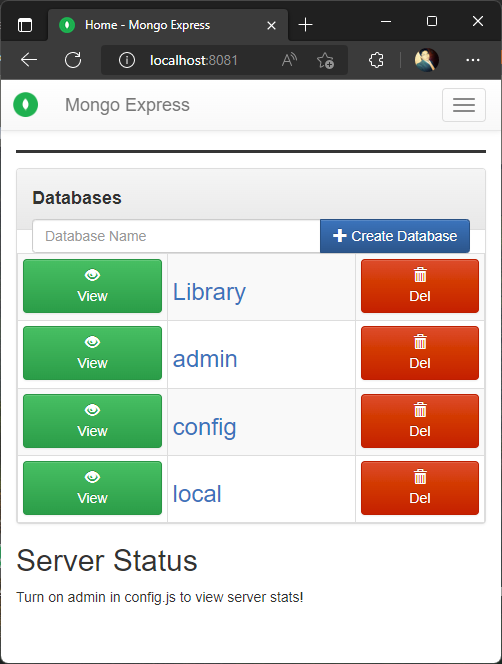 Home - Mongo Express
localhost:8081
Mongo Express
Databases
Database Name
Create Database
View
Library
Del
View
admin
Del
View
config
Del
View
local
Del
Server Status
Turn on admin in config.js to view server stats!